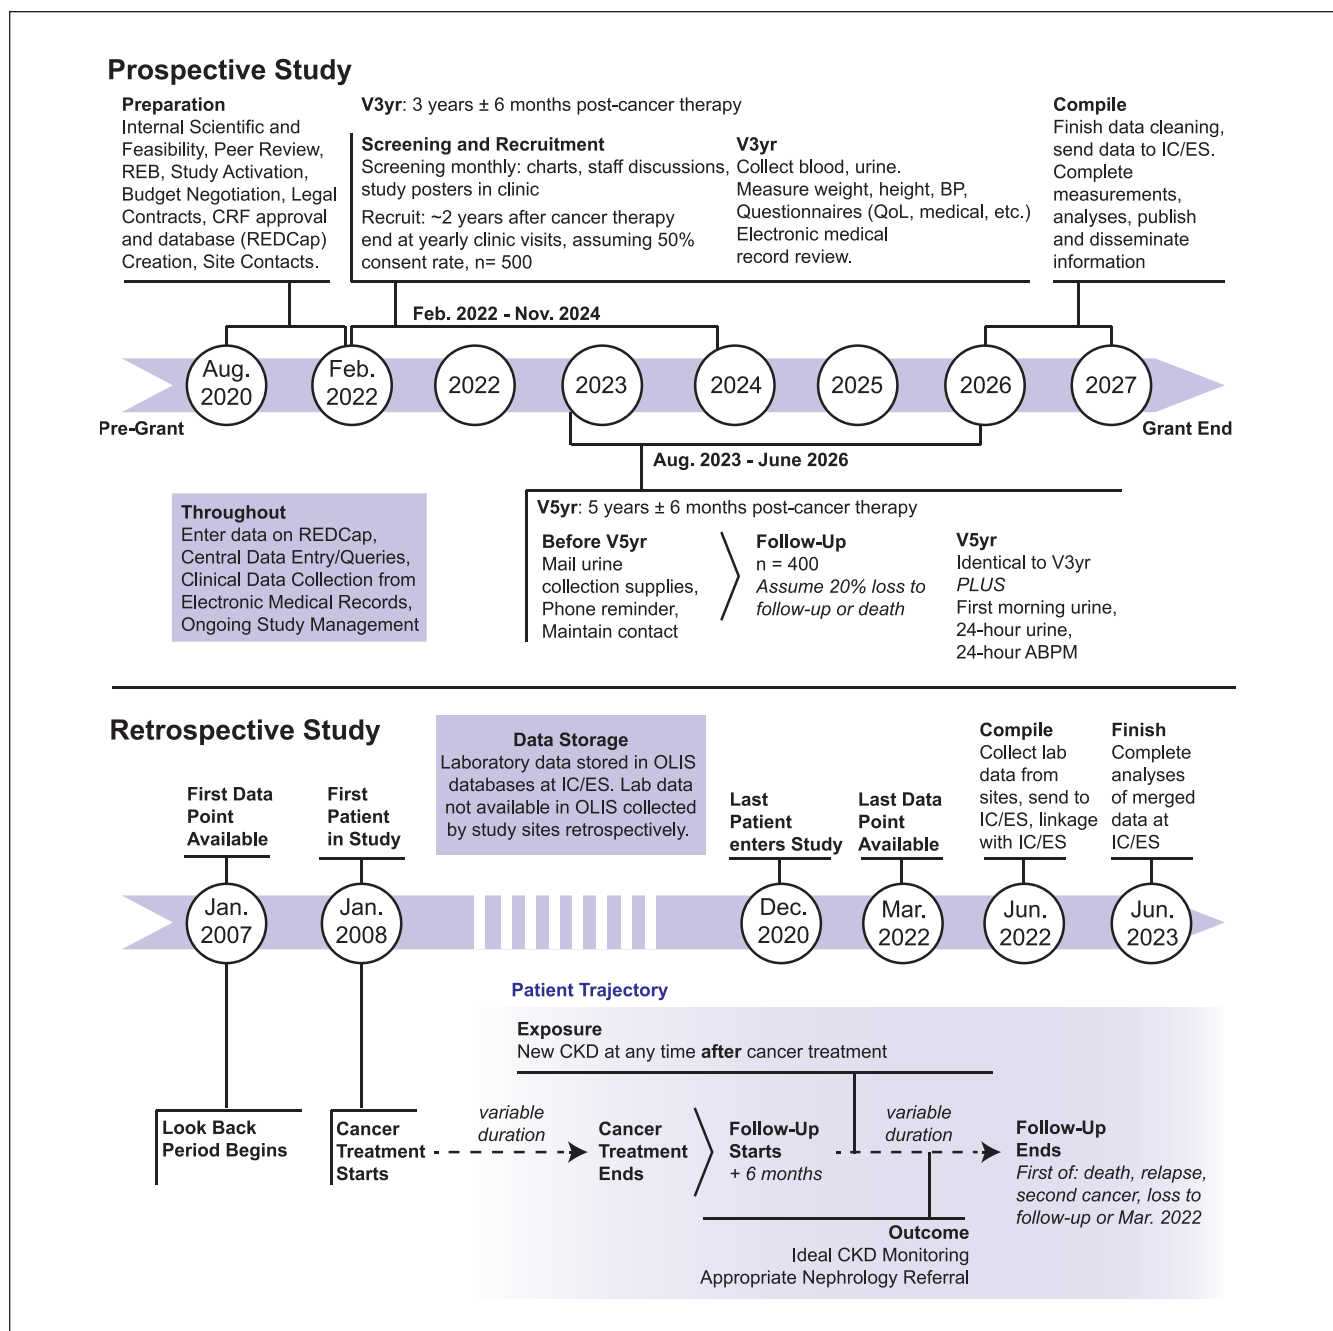 Prospective Study
Preparation
Internal Scientific and
Feasibility, Peer Review,
REB, Study Activation,
Budget Negotiation, Legal
Contracts, CRF approval
and database (REDCap)
Creation, Site Contacts.
V3yr: 3 years ± 6 months post-cancer therapy
Screening and Recruitment
Screening monthly: charts, staff discussions,
study posters in clinic
Recruit: ~2 years after cancer therapy
end at yearly clinic visits, assuming 50%
consent rate, n= 500
V3yr
Collect blood, urine.
Measure weight, height, BP,
Questionnaires (QoL, medical, etc.)
Electronic medical
record review.
Compile
Finish data cleaning,
send data to IC/ES.
Complete
measurements,
analyses, publish
and disseminate
information
Feb. 2022 - Nov. 2024
Aug.
2020
Feb.
2022
2022
2023
2024
2025
2026
2027
Pre-Grant
Grant End
Aug. 2023 - June 2026
Throughout
Enter data on REDCap,
Central Data Entry/Queries,
Clinical Data Collection from
Electronic Medical Records,
Ongoing Study Management
V5yr: 5 years ± 6 months post-cancer therapy
Before V5yr
Mail urine
collection supplies,
Phone reminder,
Maintain contact
Follow-Up
n = 400
Assume 20% loss to
follow-up or death
V5yr
Identical to V3yr
PLUS
First morning urine,
24-hour urine,
24-hour ABPM
Retrospective Study
First Data
Point
Available
First
Patient
in Study
Data Storage
Laboratory data stored in OLIS
databases at IC/ES. Lab data
not available in OLIS collected
by study sites retrospectively.
Last
Patient
enters Study
Last Data
Point
Available
Compile
Collect lab
data from
sites, send to
IC/ES, linkage
with IC/ES
Finish
Complete
analyses
of merged
data at
IC/ES
Jan.
2007
Jan.
2008
Dec.
2020
Mar.
2022
Jun.
2022
Jun.
2023
Patient Trajectory
Exposure
New CKD at any time after cancer treatment
Look Back
Period Begins
Cancer
Treatment
Starts
variable
duration
Cancer
Treatment
Ends
Follow-Up
Starts
+ 6 months
variable
duration
Follow-Up
Ends
First of: death, relapse,
second cancer, loss to
follow-up or Mar. 2022
Outcome
Ideal CKD Monitoring
Appropriate Nephrology Referral